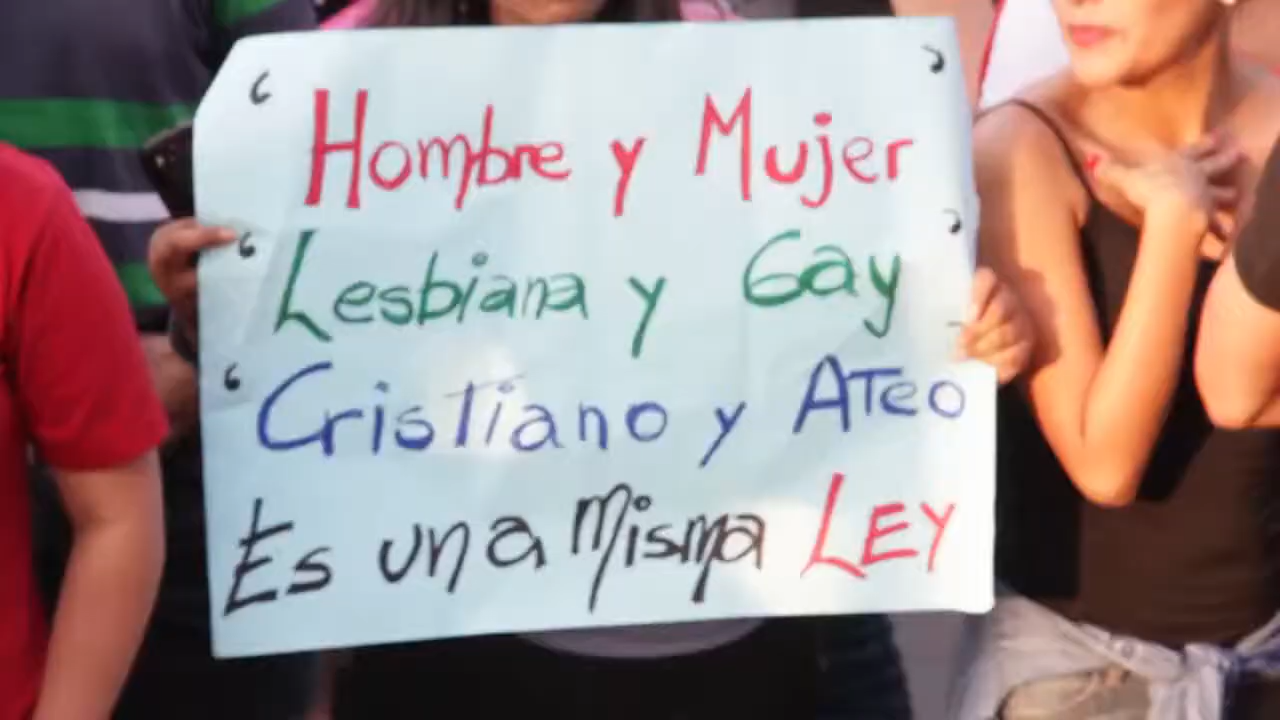 “Hombre y Mujer”
“Lesbiana y Gay”
“Cristiano y ATeo
Es una misma LEY